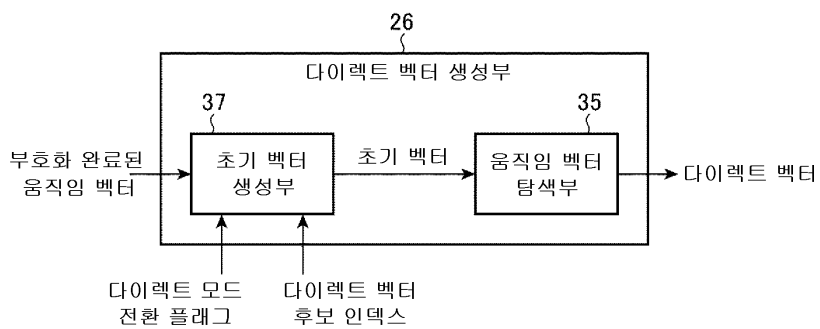 26
다이렉트 벡터 생성부
37
35
부호화 완료된
움직임 벡터
초기 벡터
생성부
초기 벡터
움직임 벡터
탐색부
다이렉트 벡터
다이렉트 모드
전환 플래그
다이렉트 벡터
후보 인덱스